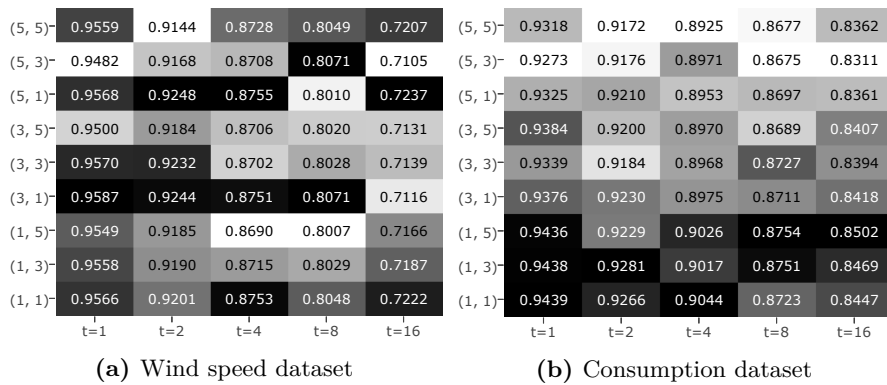 (5, 5) 0.9559 0.9144 0.8728 0.8049 0.7207
(5, 3) 0.9482 0.9168 0.8708 0.8071 0.7105
(5, 1) 0.9568 0.9248 0.8755 0.8010 0.7237
(3, 5) 0.9500 0.9184 0.8706 0.8020 0.7131
(3, 3) 0.9570 0.9232 0.8702 0.8028 0.7139
(3, 1) 0.9587 0.9244 0.8751 0.8071 0.7116
(1, 5) 0.9549 0.9185 0.8690 0.8007 0.7166
(1, 3) 0.9558 0.9190 0.8715 0.8029 0.7187
(1, 1) 0.9566 0.9201 0.8753 0.8048 0.7222
t=1 t=2 t=4 t=8 t=16
(a) Wind speed dataset
(5, 5) 0.9318 0.9172 0.8925 0.8677 0.8362
(5, 3) 0.9273 0.9176 0.8971 0.8675 0.8311
(5, 1) 0.9325 0.9210 0.8953 0.8697 0.8361
(3, 5) 0.9384 0.9200 0.8970 0.8689 0.8407
(3, 3) 0.9339 0.9184 0.8968 0.8727 0.8394
(3, 1) 0.9376 0.9230 0.8975 0.8711 0.8418
(1, 5) 0.9436 0.9229 0.9026 0.8754 0.8502
(1, 3) 0.9438 0.9281 0.9017 0.8751 0.8469
(1, 1) 0.9439 0.9266 0.9044 0.8723 0.8447
t=1 t=2 t=4 t=8 t=16
(b) Consumption dataset